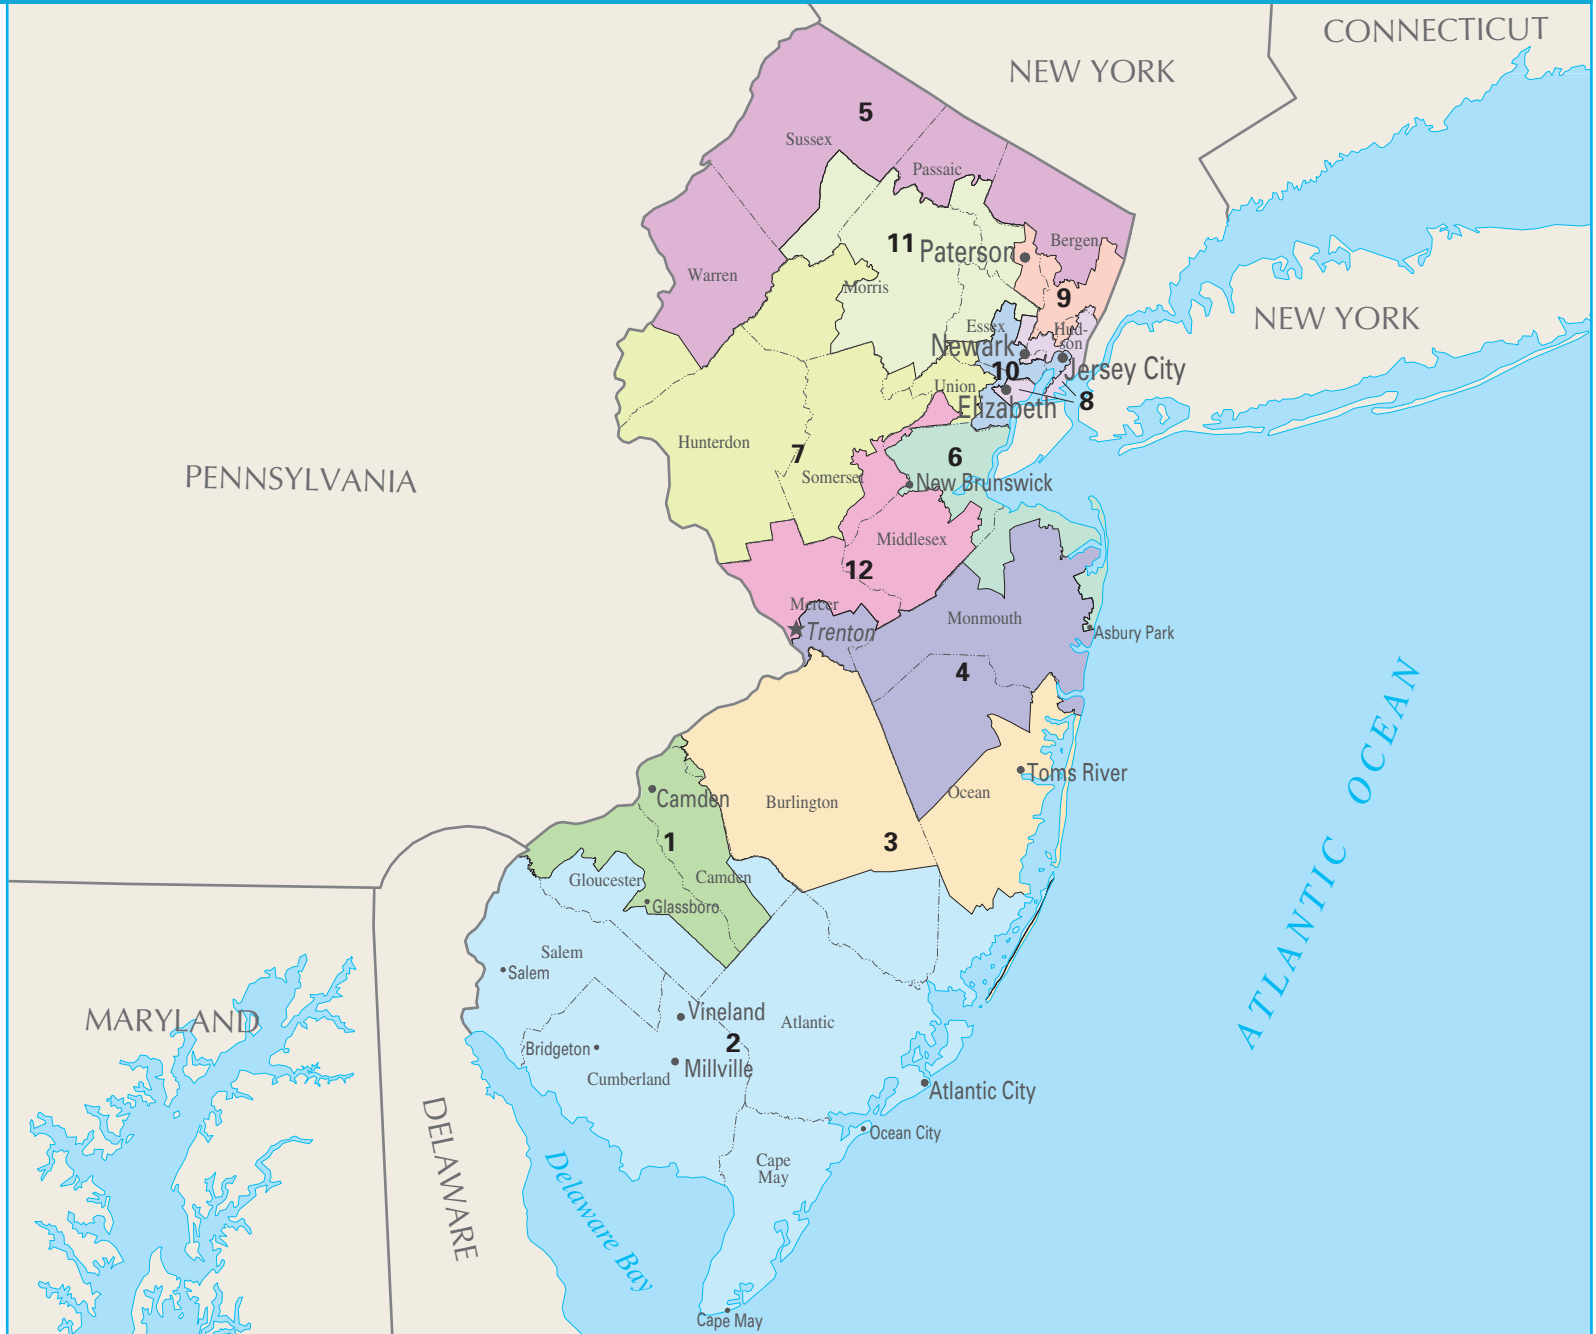 CONNECTICUT
NEW YORK
5
Sussex
Passaic
11
Paterson
Bergen
Warren
Morris
9
NEW YORK
Essex
Hud-
son
Newark
10
Jersey City
Union
8
Elizabeth
Hunterdon
7
6
PENNSYLVANIA
Somerset
New Brunswick
Middlesex
12
Mercer
Monmouth
Trenton
Asbury Park
4
Toms River
Ocean
Camden
Burlington
1
3
Gloucester
Camden
Glassboro
ATLANTIC OCEAN
Salem
Salem
MARYLAND
Vineland
Atlantic
2
Bridgeton
Millville
Cumberland
Atlantic City
DELAWARE
Ocean City
Cape
May
Delaware Bay
Cape May